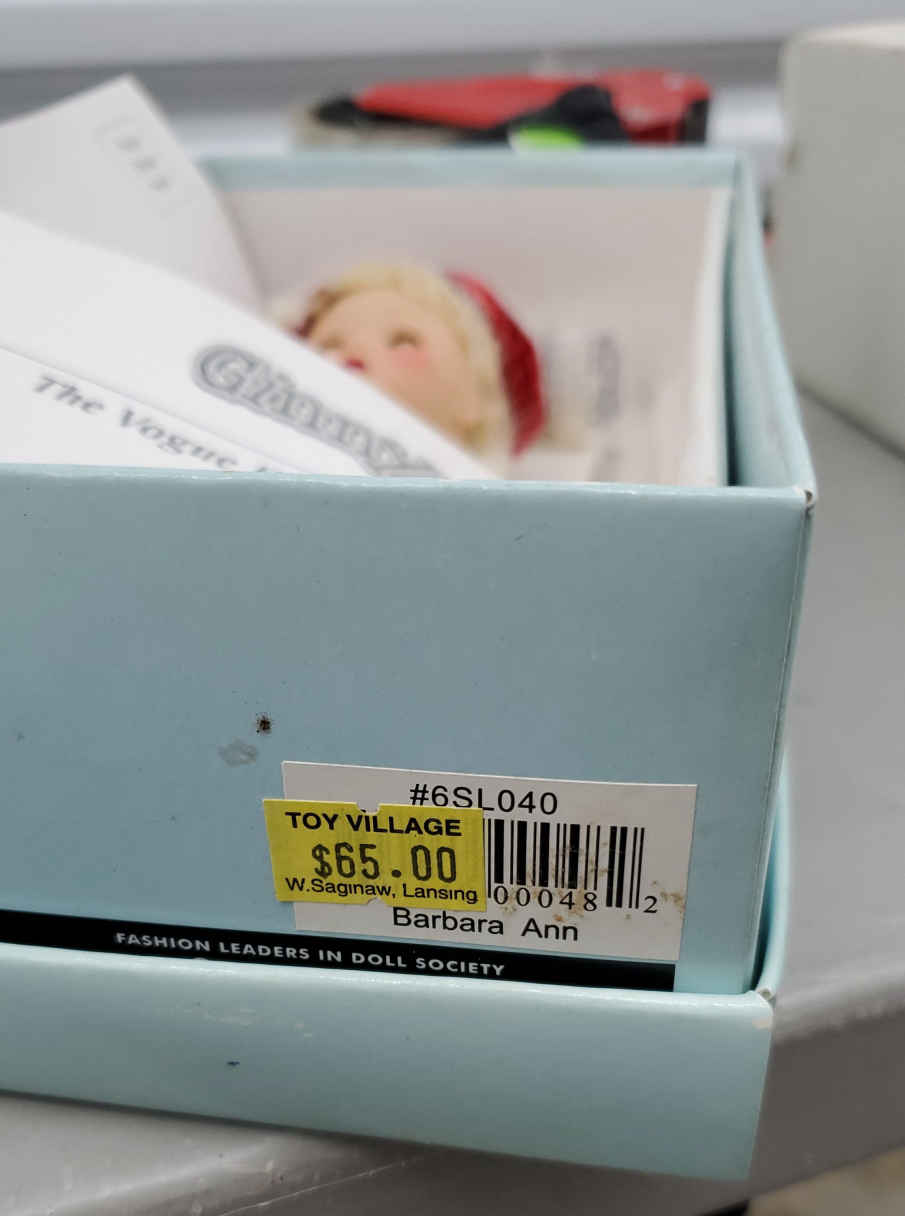 The Vogue
#6SL040
TOY VILLAGE
$65.00
W.Saginaw, Lansing
00048 2
Barbara Ann
FASHION LEADERS IN DOLL SOCIETY